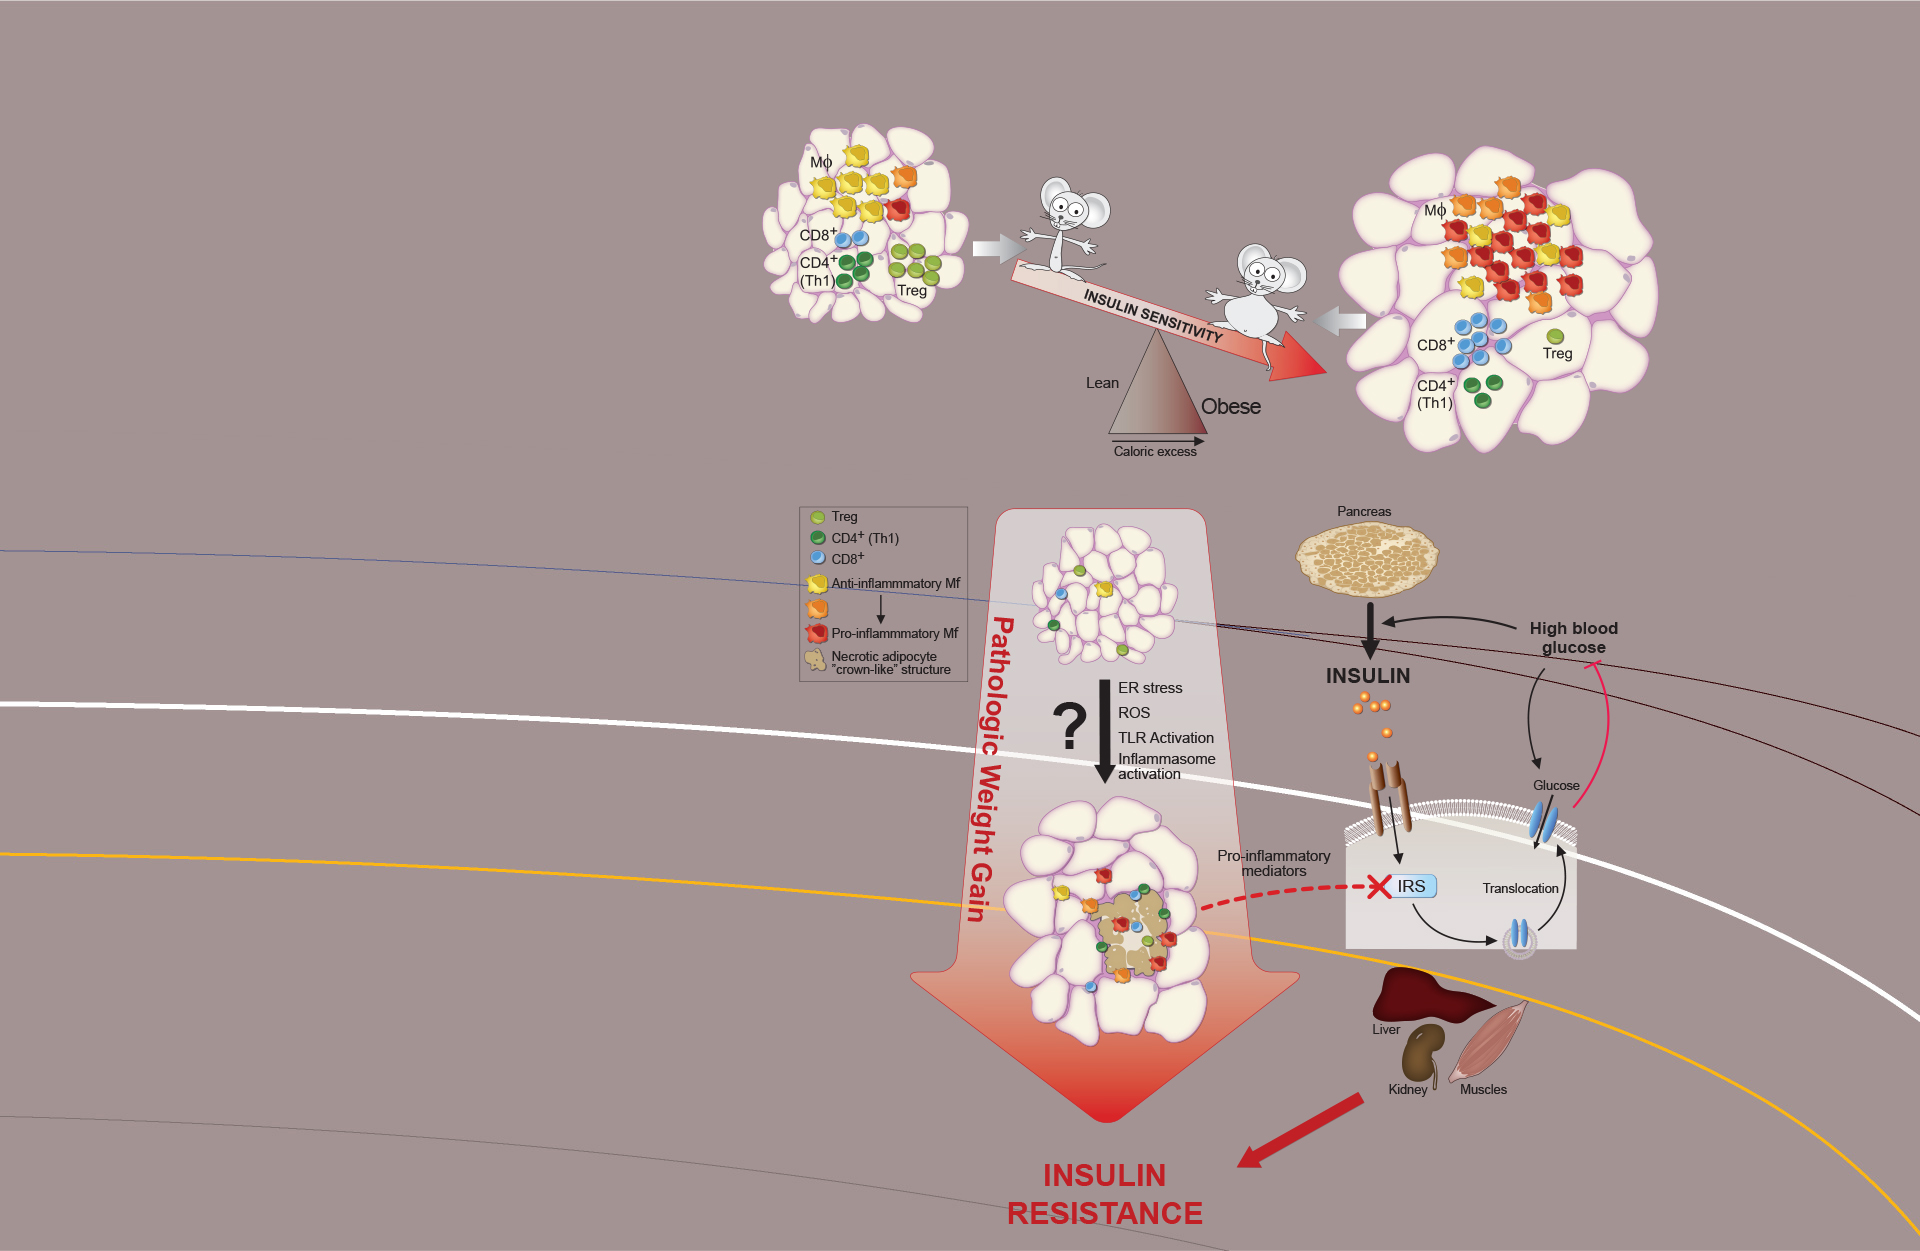 Mϕ
CD8+
CD4+
(Th1)
Treg
INSULIN SENSITIVITY
Lean
Obese
Caloric excess
Mϕ
CD8+
Treg
CD4+
(Th1)
Treg
CD4+ (Th1)
CD8+
Anti-inflammmatory Mf
Pro-inflammmatory Mf
Necrotic adipocyte
"crown-like" structure
Pathologic Weight Gain
?
ER stress
ROS
TLR Activation
Inflammasome
activation
Pancreas
High blood
glucose
INSULIN
Glucose
Pro-inflammatory
mediators
IRS
Translocation
Liver
Kidney
Muscles
INSULIN
RESISTANCE